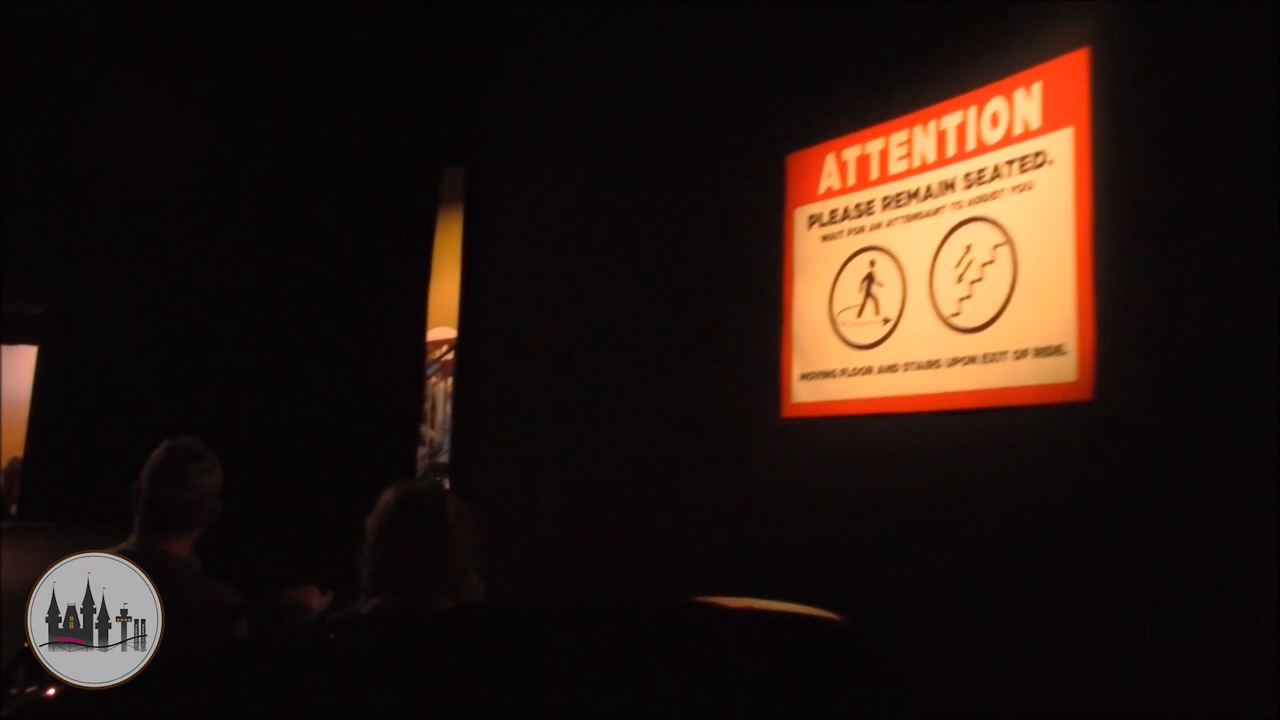 ATTENTION
PLEASE REMAIN SEATED.
WAIT FOR AN ATTENDANT TO ASSIST YOU
MOVING FLOOR AND STAIRS UPON EXIT OF RIDE.